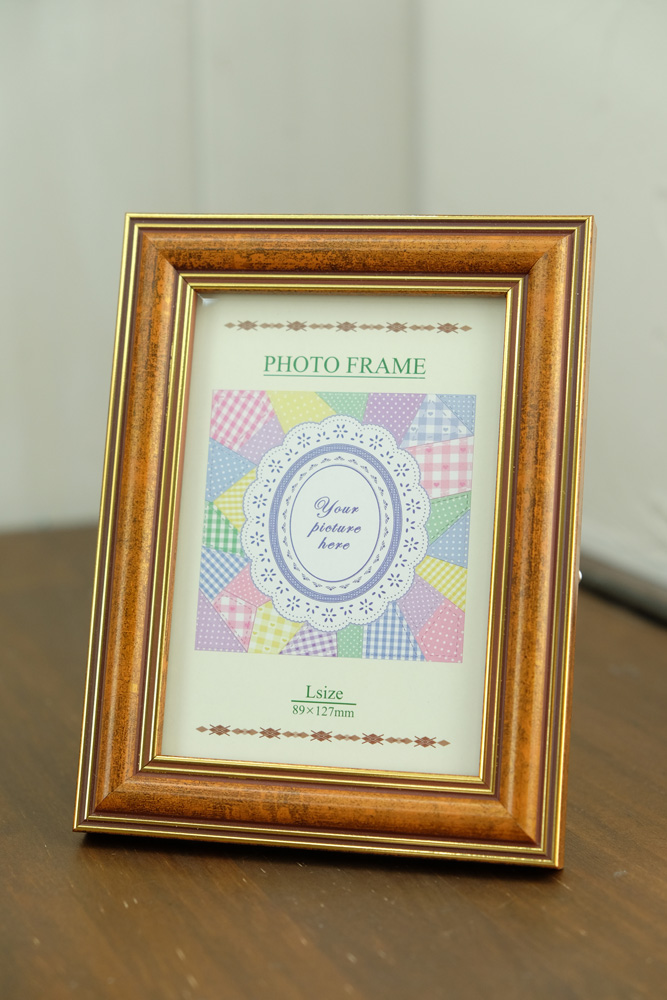 PHOTO FRAME
Your
picture
here
Lsize
89×127mm